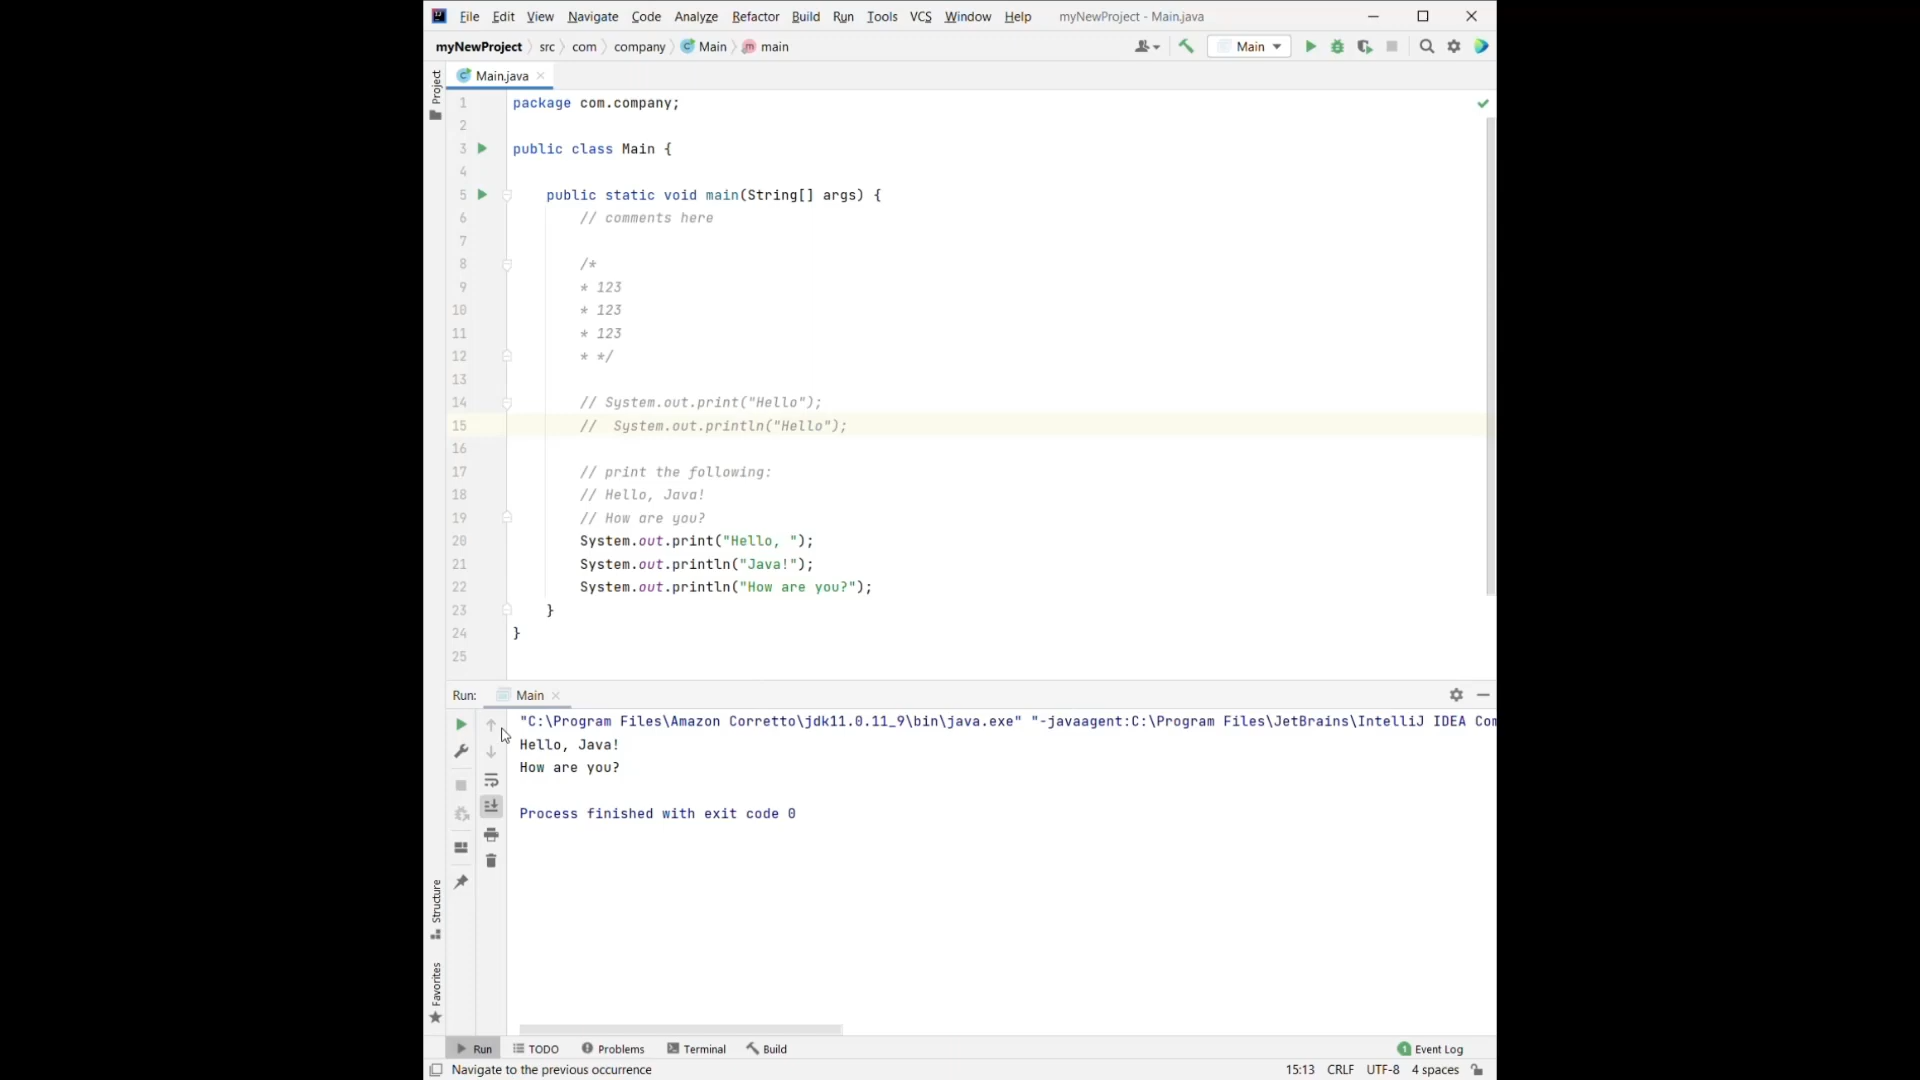 File Edit View Navigate Code Analyze Refactor Build Run Tools VCS Window Help myNewProject - Main.java
myNewProject src com company Main main Main
Project
Main.java
1 package com.company;
2
3 public class Main {
4
5 public static void main(String[] args) {
6 // comments here
7
8 /*
9 * 123
10 * 123
11 * 123
12 * */
13
14 // System.out.print("Hello");
15 //  System.out.println("Hello");
16
17 // print the following:
18 // Hello, Java!
19 // How are you?
20 System.out.print("Hello, ");
21 System.out.println("Java!");
22 System.out.println("How are you?");
23 }
24 }
25
Run: Main
"C:\Program Files\Amazon Corretto\jdk11.0.11_9\bin\java.exe" "-javaagent:C:\Program Files\JetBrains\IntelliJ IDEA Com
Hello, Java!
How are you?
Process finished with exit code 0
Structure
Favorites
Run TODO Problems Terminal Build 1 Event Log
Navigate to the previous occurrence 15:13 CRLF UTF-8 4 spaces